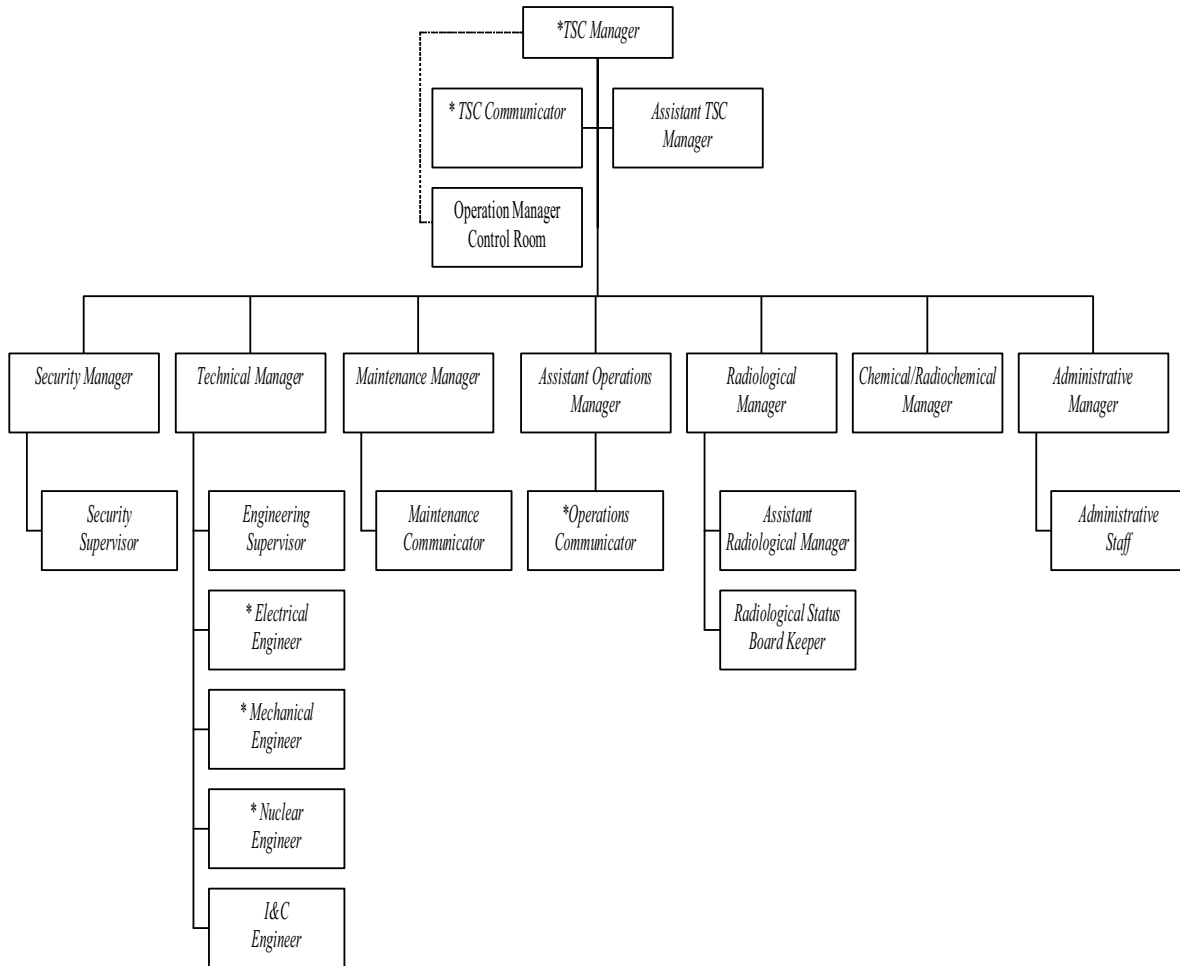 *TSC Manager
* TSC Communicator
Assistant TSC
Manager
Operation Manager
Control Room
Security Manager
Technical Manager
Maintenance Manager
Assistant Operations
Manager
Radiological
Manager
Chemical/Radiochemical
Manager
Administrative
Manager
Security
Supervisor
Engineering
Supervisor
Maintenance
Communicator
*Operations
Communicator
Assistant
Radiological Manager
Administrative
Staff
* Electrical
Engineer
Radiological Status
Board Keeper
* Mechanical
Engineer
* Nuclear
Engineer
I&C
Engineer